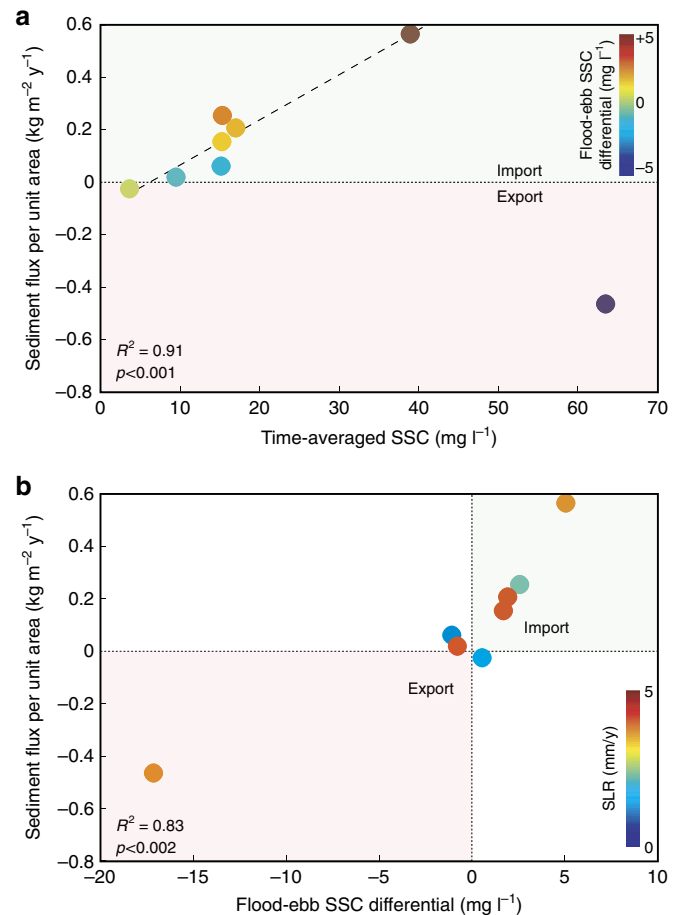 a
Sediment flux per unit area (kg m⁻² y⁻¹)
0.6
0.4
0.2
0
–0.2
–0.4
–0.6
–0.8
Flood-ebb SSC
differential (mg l⁻¹)
+5
0
–5
Import
Export
R² = 0.91
p<0.001
0 10 20 30 40 50 60 70
Time-averaged SSC (mg l⁻¹)
b
Sediment flux per unit area (kg m⁻² y⁻¹)
0.6
0.4
0.2
0
–0.2
–0.4
–0.6
–0.8
Import
Export
SLR (mm/y)
5
0
R² = 0.83
p<0.002
–20 –15 –10 –5 0 5 10
Flood-ebb SSC differential (mg l⁻¹)